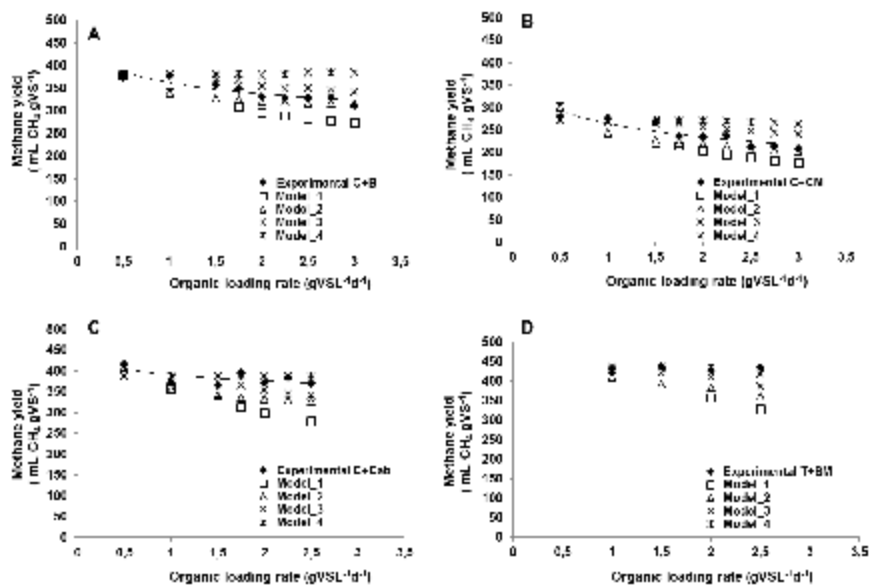 A
500
450
400
350
300
250
200
150
100
50
0
Methane yield
( mL CH₄ gVS⁻¹)
Experimental C+B
Model_1
Model_2
Model_3
Model_4
0 0,5 1 1,5 2 2,5 3 3,5
Organic loading rate (gVSL⁻¹d⁻¹)
B
500
450
400
350
300
250
200
150
100
50
0
Methane yield
( mL CH₄ gVS⁻¹)
Experimental C+CM
Model_1
Model_2
Model_3
Model_4
0 0,5 1 1,5 2 2,5 3 3,5
Organic loading rate (gVSL⁻¹d⁻¹)
C
500
450
400
350
300
250
200
150
100
50
0
Methane yield
( mL CH₄ gVS⁻¹)
Experimental C+Cab
Model_1
Model_2
Model_3
Model_4
0 0,5 1 1,5 2 2,5 3 3,5
Organic loading rate (gVSL⁻¹d⁻¹)
D
500
450
400
350
300
250
200
150
100
50
0
Methane yield
( mL CH₄ gVS⁻¹)
Experimental T+BM
Model_1
Model_2
Model_3
Model_4
0 0,5 1 1,5 2 2,5 3 3,5
Organic loading rate (gVSL⁻¹d⁻¹)